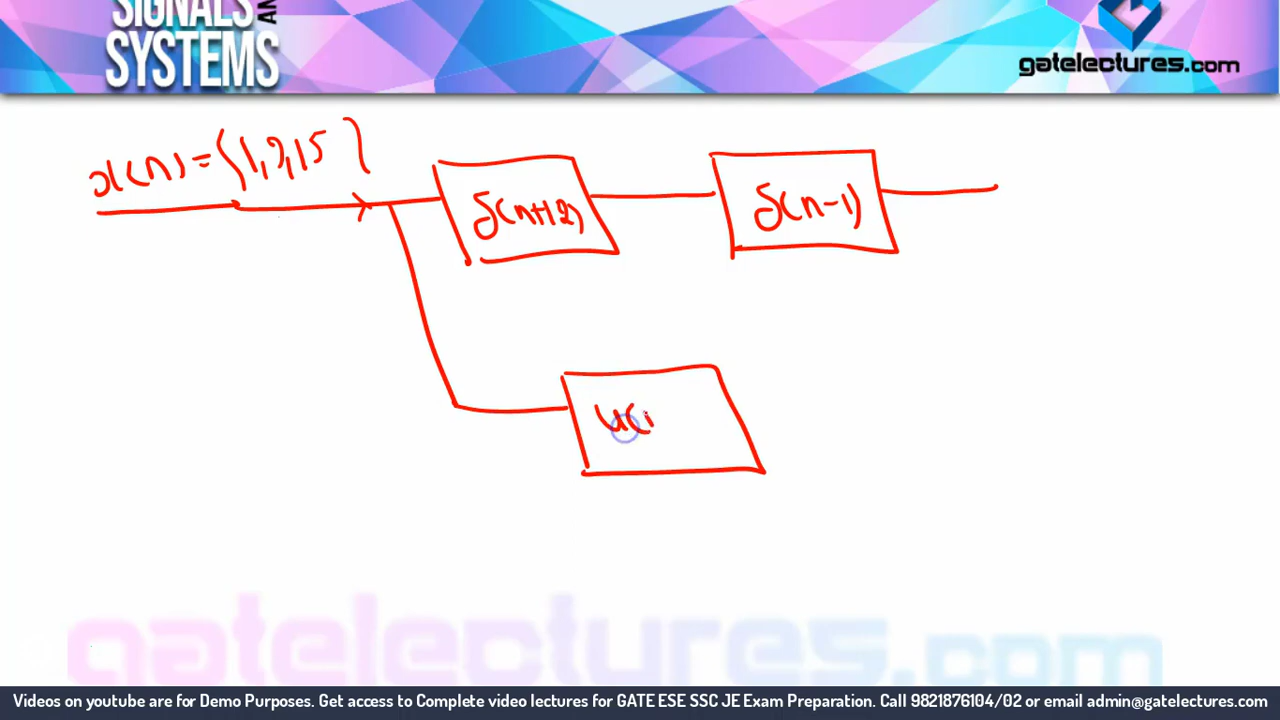 SIGNALS AN
SYSTEMS
gatelectures.com
x(n) = {1,2,15}
δ(n+2)
δ(n-1)
u(
gatelectures.com
Videos on youtube are for Demo Purposes. Get access to Complete video lectures for GATE ESE SSC JE Exam Preparation. Call 9821876104/02 or email admin@gatelectures.com